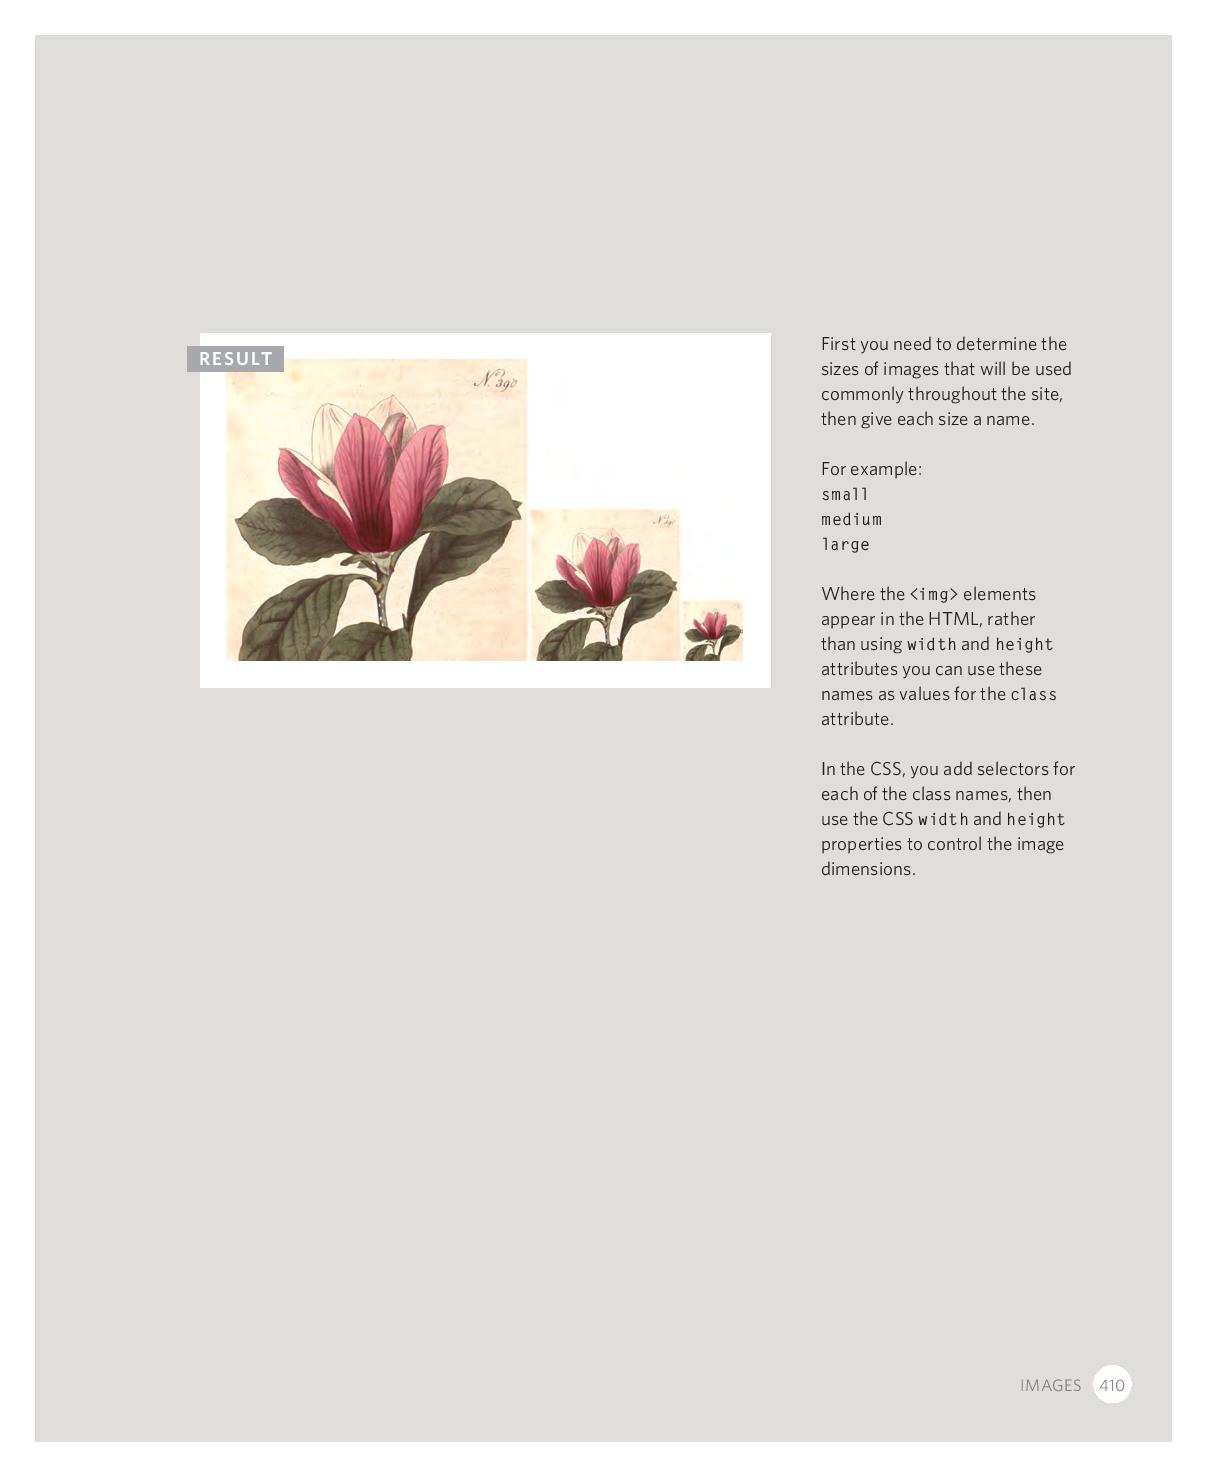 RESULT
N. 390
First you need to determine the
sizes of images that will be used
commonly throughout the site,
then give each size a name.
For example:
small
medium
large
Where the <img> elements
appear in the HTML, rather
than using width and height
attributes you can use these
names as values for the class
attribute.
In the CSS, you add selectors for
each of the class names, then
use the CSS width and height
properties to control the image
dimensions.
IMAGES 410